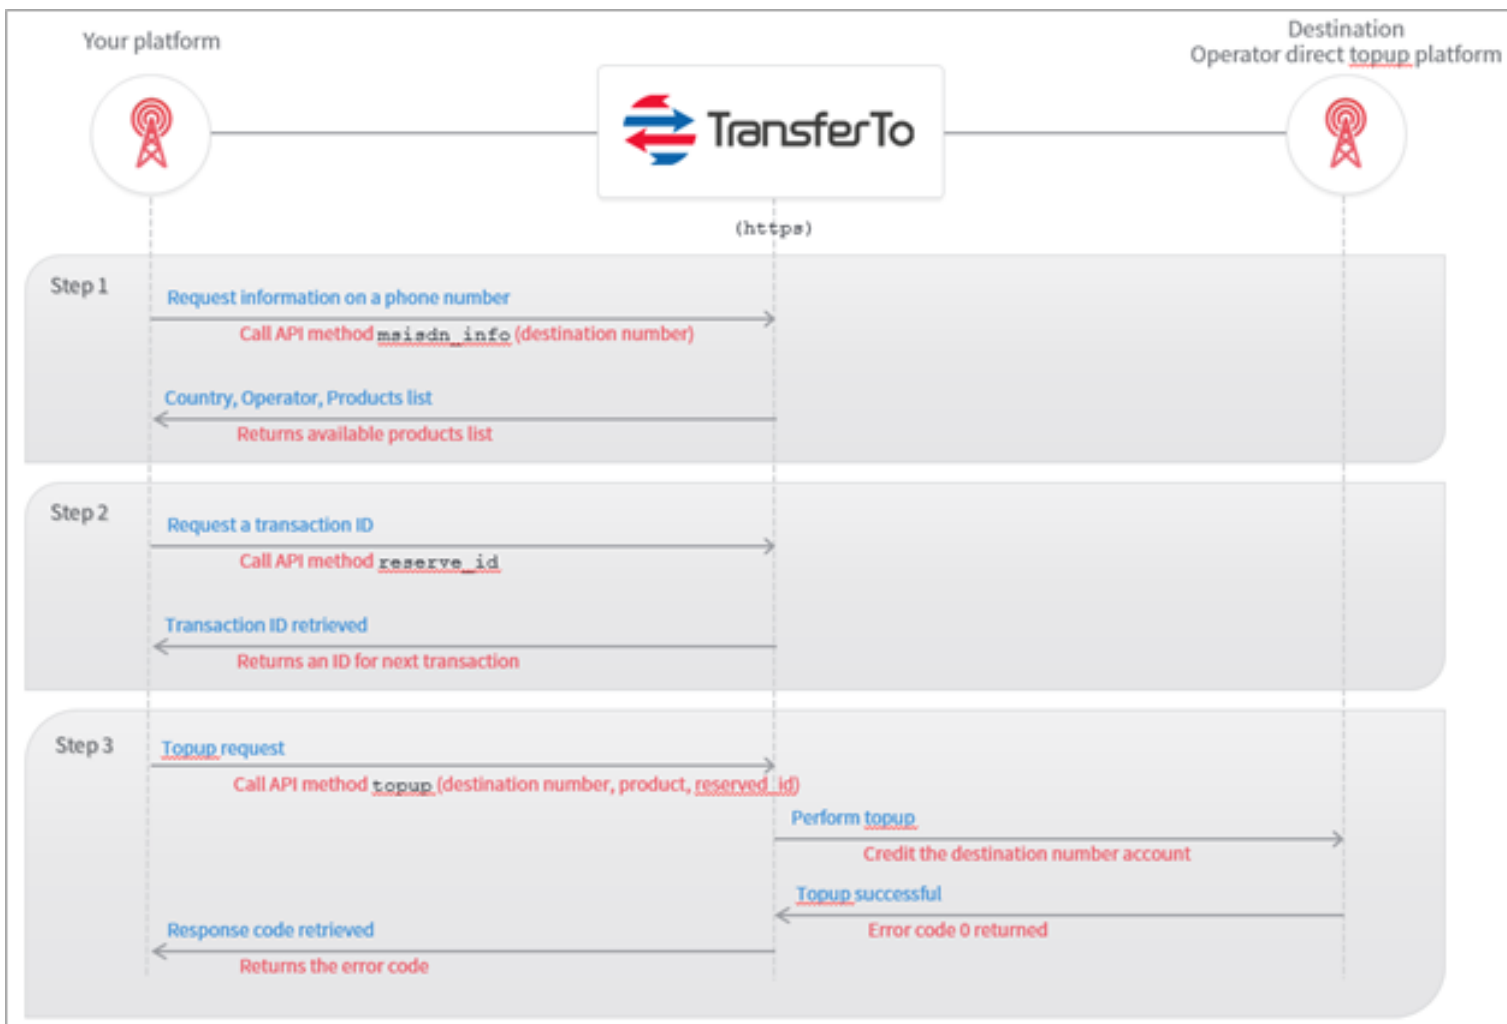 Your platform
Destination
Operator direct topup platform
TransferTo
(https)
Step 1
Request information on a phone number
Call API method msisdn_info (destination number)
Country, Operator, Products list
Returns available products list
Step 2
Request a transaction ID
Call API method reserve_id
Transaction ID retrieved
Returns an ID for next transaction
Step 3
Topup request
Call API method topup (destination number, product, reserved_id)
Perform topup
Credit the destination number account
Topup successful
Error code 0 returned
Response code retrieved
Returns the error code